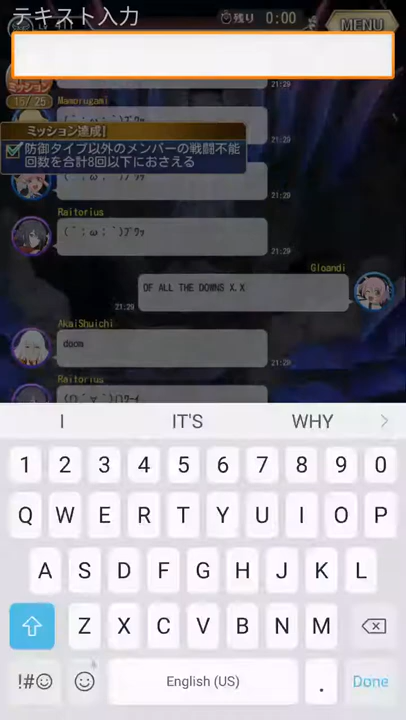 テキスト入力
残り 0:00
MENU
ミッション
15/25
Mamorugami
ミッション達成!
防御タイプ以外のメンバーの戦闘不能
回数を合計8回以下におさえる
21:29
21:29
Raitorius
(´;ω;`)ブワッ
21:29
Gloandi
OF ALL THE DOWNS X.X
21:29
AkaiShuichi
doom
21:29
Raitorius
I IT'S WHY >
1 2 3 4 5 6 7 8 9 0
Q W E R T Y U I O P
A S D F G H J K L
Z X C V B N M
!#☺ English (US) . Done